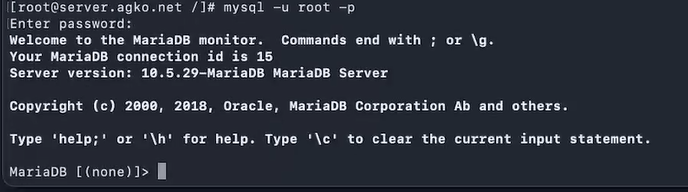 [root@server.agko.net /]# mysql -u root -p
Enter password:
Welcome to the MariaDB monitor.  Commands end with ; or \g.
Your MariaDB connection id is 15
Server version: 10.5.29-MariaDB MariaDB Server
Copyright (c) 2000, 2018, Oracle, MariaDB Corporation Ab and others.
Type 'help;' or '\h' for help. Type '\c' to clear the current input statement.
MariaDB [(none)]>